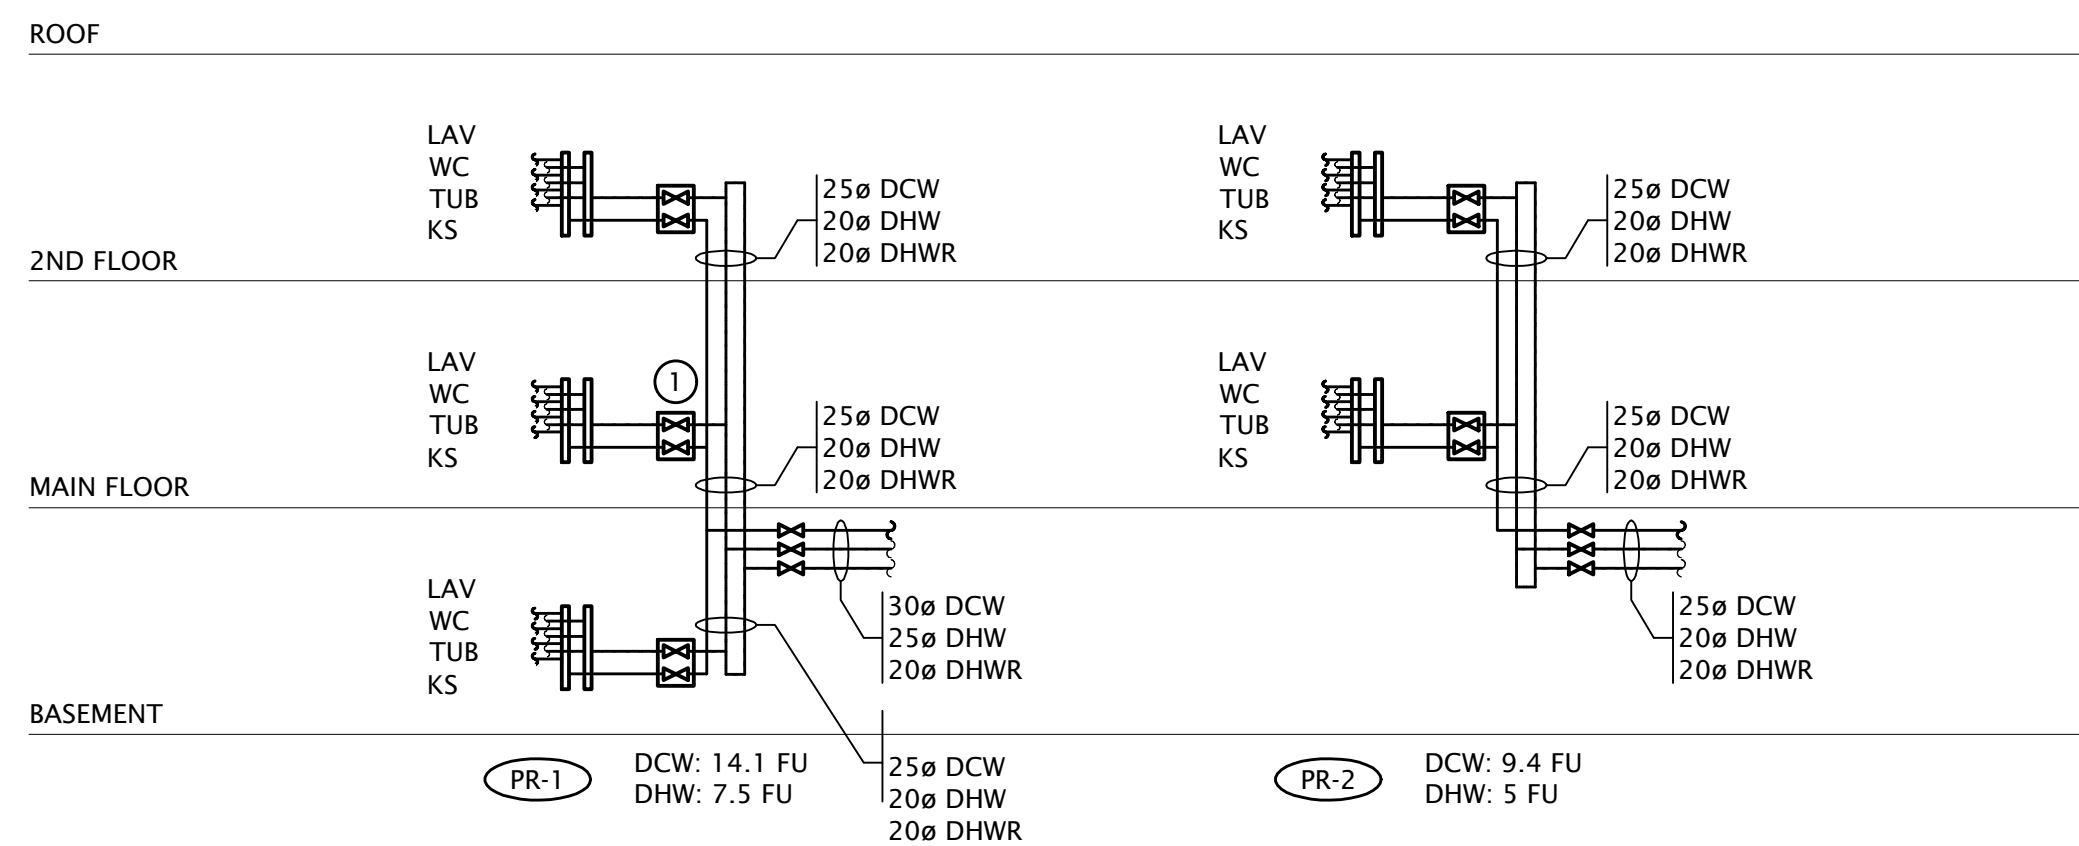 ROOF
LAV
WC
TUB
KS
25ø DCW
20ø DHW
20ø DHWR
LAV
WC
TUB
KS
25ø DCW
20ø DHW
20ø DHWR
2ND FLOOR
LAV
WC
TUB
KS
1
25ø DCW
20ø DHW
20ø DHWR
LAV
WC
TUB
KS
25ø DCW
20ø DHW
20ø DHWR
MAIN FLOOR
LAV
WC
TUB
KS
30ø DCW
25ø DHW
20ø DHWR
25ø DCW
20ø DHW
20ø DHWR
BASEMENT
PR-1
DCW: 14.1 FU
DHW: 7.5 FU
25ø DCW
20ø DHW
20ø DHWR
PR-2
DCW: 9.4 FU
DHW: 5 FU